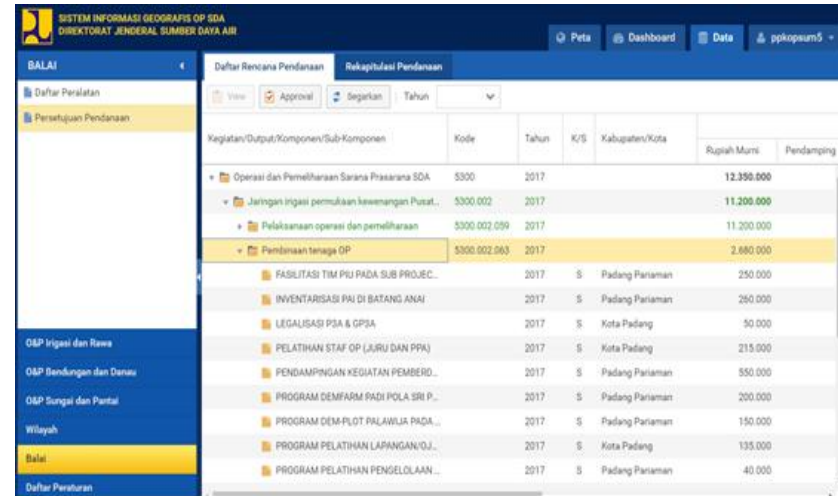 SISTEM INFORMASI GEOGRAFIS OP SDA
DIREKTORAT JENDERAL SUMBER DAYA AIR
Peta Dashboard Data ppkopsum5
BALAI
Daftar Peralatan
Persetujuan Pendanaan
O&P Irigasi dan Rawa
O&P Bendungan dan Danau
O&P Sungai dan Pantai
Wilayah
Balai
Daftar Peraturan
Daftar Rencana Pendanaan Rekapitulasi Pendanaan
View Approval Segarkan Tahun
Kegiatan/Output/Komponen/Sub-Komponen Kode Tahun K/S Kabupaten/Kota Rupiah Murni Pendamping
Operasi dan Pemeliharaan Sarana Prasarana SDA 5300 2017 12.350.000
Jaringan irigasi permukaan kewenangan Pusat... 5300.002 2017 11.200.000
Pelaksanaan operasi dan pemeliharaan 5300.002.059 2017 11.200.000
Pembinaan tenaga OP 5300.002.063 2017 2.680.000
FASILITASI TIM PIU PADA SUB PROJEC... 2017 S Padang Pariaman 250.000
INVENTARISASI PAI DI BATANG ANAI 2017 S Padang Pariaman 260.000
LEGALISASI P3A & GP3A 2017 S Kota Padang 50.000
PELATIHAN STAF OP (JURU DAN PPA) 2017 S Kota Padang 215.000
PENDAMPINGAN KEGIATAN PEMBERD... 2017 S Padang Pariaman 550.000
PROGRAM DEMFARM PADI POLA SRI P... 2017 S Padang Pariaman 200.000
PROGRAM DEM-PLOT PALAWIJA PADA ... 2017 S Padang Pariaman 150.000
PROGRAM PELATIHAN LAPANGAN/OJ... 2017 S Kota Padang 135.000
PROGRAM PELATIHAN PENGELOLAAN ... 2017 S Padang Pariaman 40.000